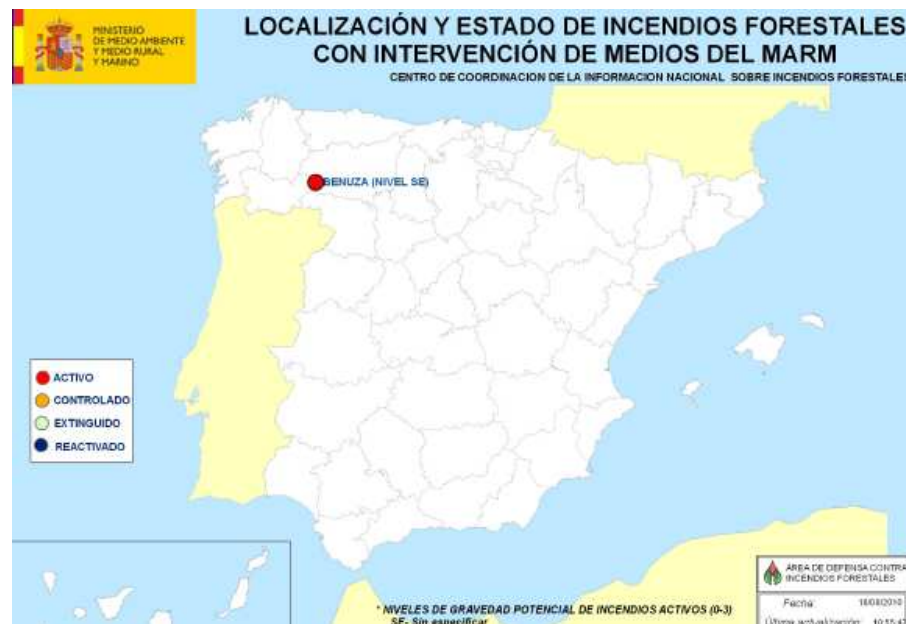 MINISTERIO
DE MEDIO AMBIENTE
Y MEDIO RURAL
Y MARINO
LOCALIZACIÓN Y ESTADO DE INCENDIOS FORESTALES
CON INTERVENCIÓN DE MEDIOS DEL MARM
CENTRO DE COORDINACION DE LA INFORMACION NACIONAL SOBRE INCENDIOS FORESTALES
BENUZA (NIVEL SE)
ACTIVO
CONTROLADO
EXTINGUIDO
REACTIVADO
* NIVELES DE GRAVEDAD POTENCIAL DE INCENDIOS ACTIVOS (0-3)
SE- Sin especificar
ÁREA DE DEFENSA CONTRA
INCENDIOS FORESTALES
Fecha:
Última actualización: